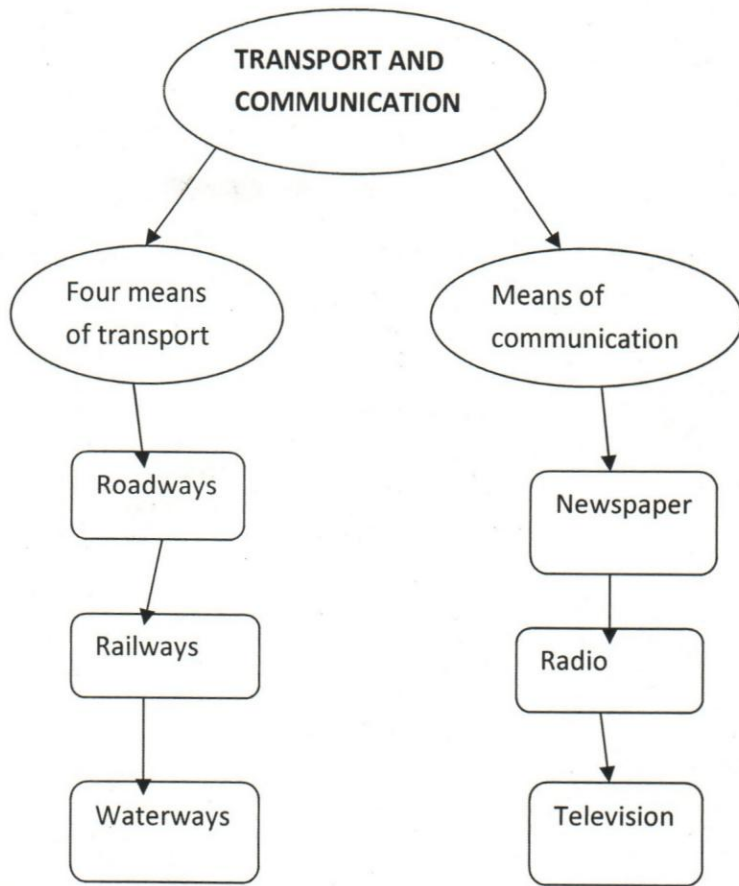 TRANSPORT AND
COMMUNICATION
Four means
of transport
Means of
communication
Roadways
Newspaper
Railways
Radio
Waterways
Television